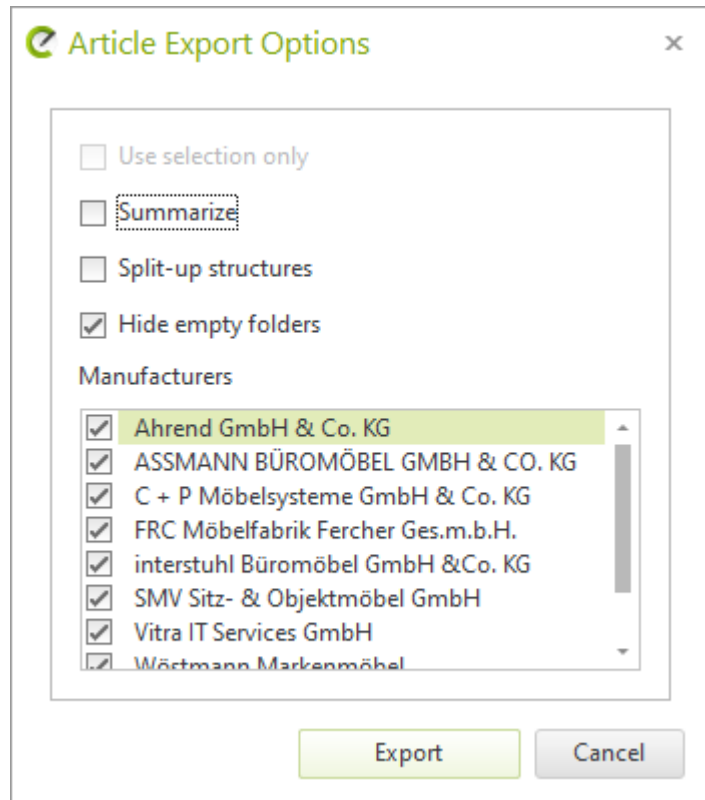 Article Export Options
Use selection only
Summarize
Split-up structures
Hide empty folders
Manufacturers
Ahrend GmbH & Co. KG
ASSMANN BÜROMÖBEL GMBH & CO. KG
C + P Möbelsysteme GmbH & Co. KG
FRC Möbelfabrik Fercher Ges.m.b.H.
interstuhl Büromöbel GmbH &Co. KG
SMV Sitz- & Objektmöbel GmbH
Vitra IT Services GmbH
Wöstmann Markenmöbel
Export Cancel